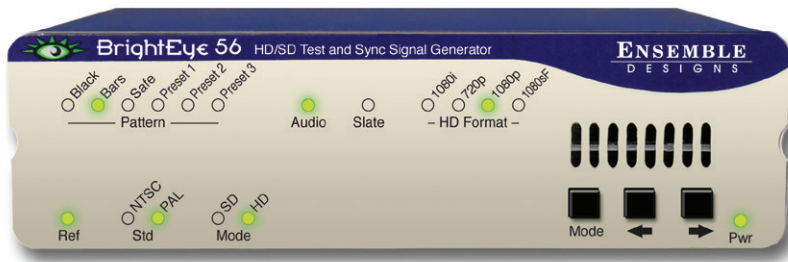 BrightEye 56 HD/SD Test and Sync Signal Generator
ENSEMBLE
DESIGNS
Black Bars Safe Preset 1 Preset 2 Preset 3
Pattern
Audio
Slate
1080i 720p 1080p 1080sF
HD Format
Ref
NTSC PAL
Std
SD HD
Mode
Mode
Pwr